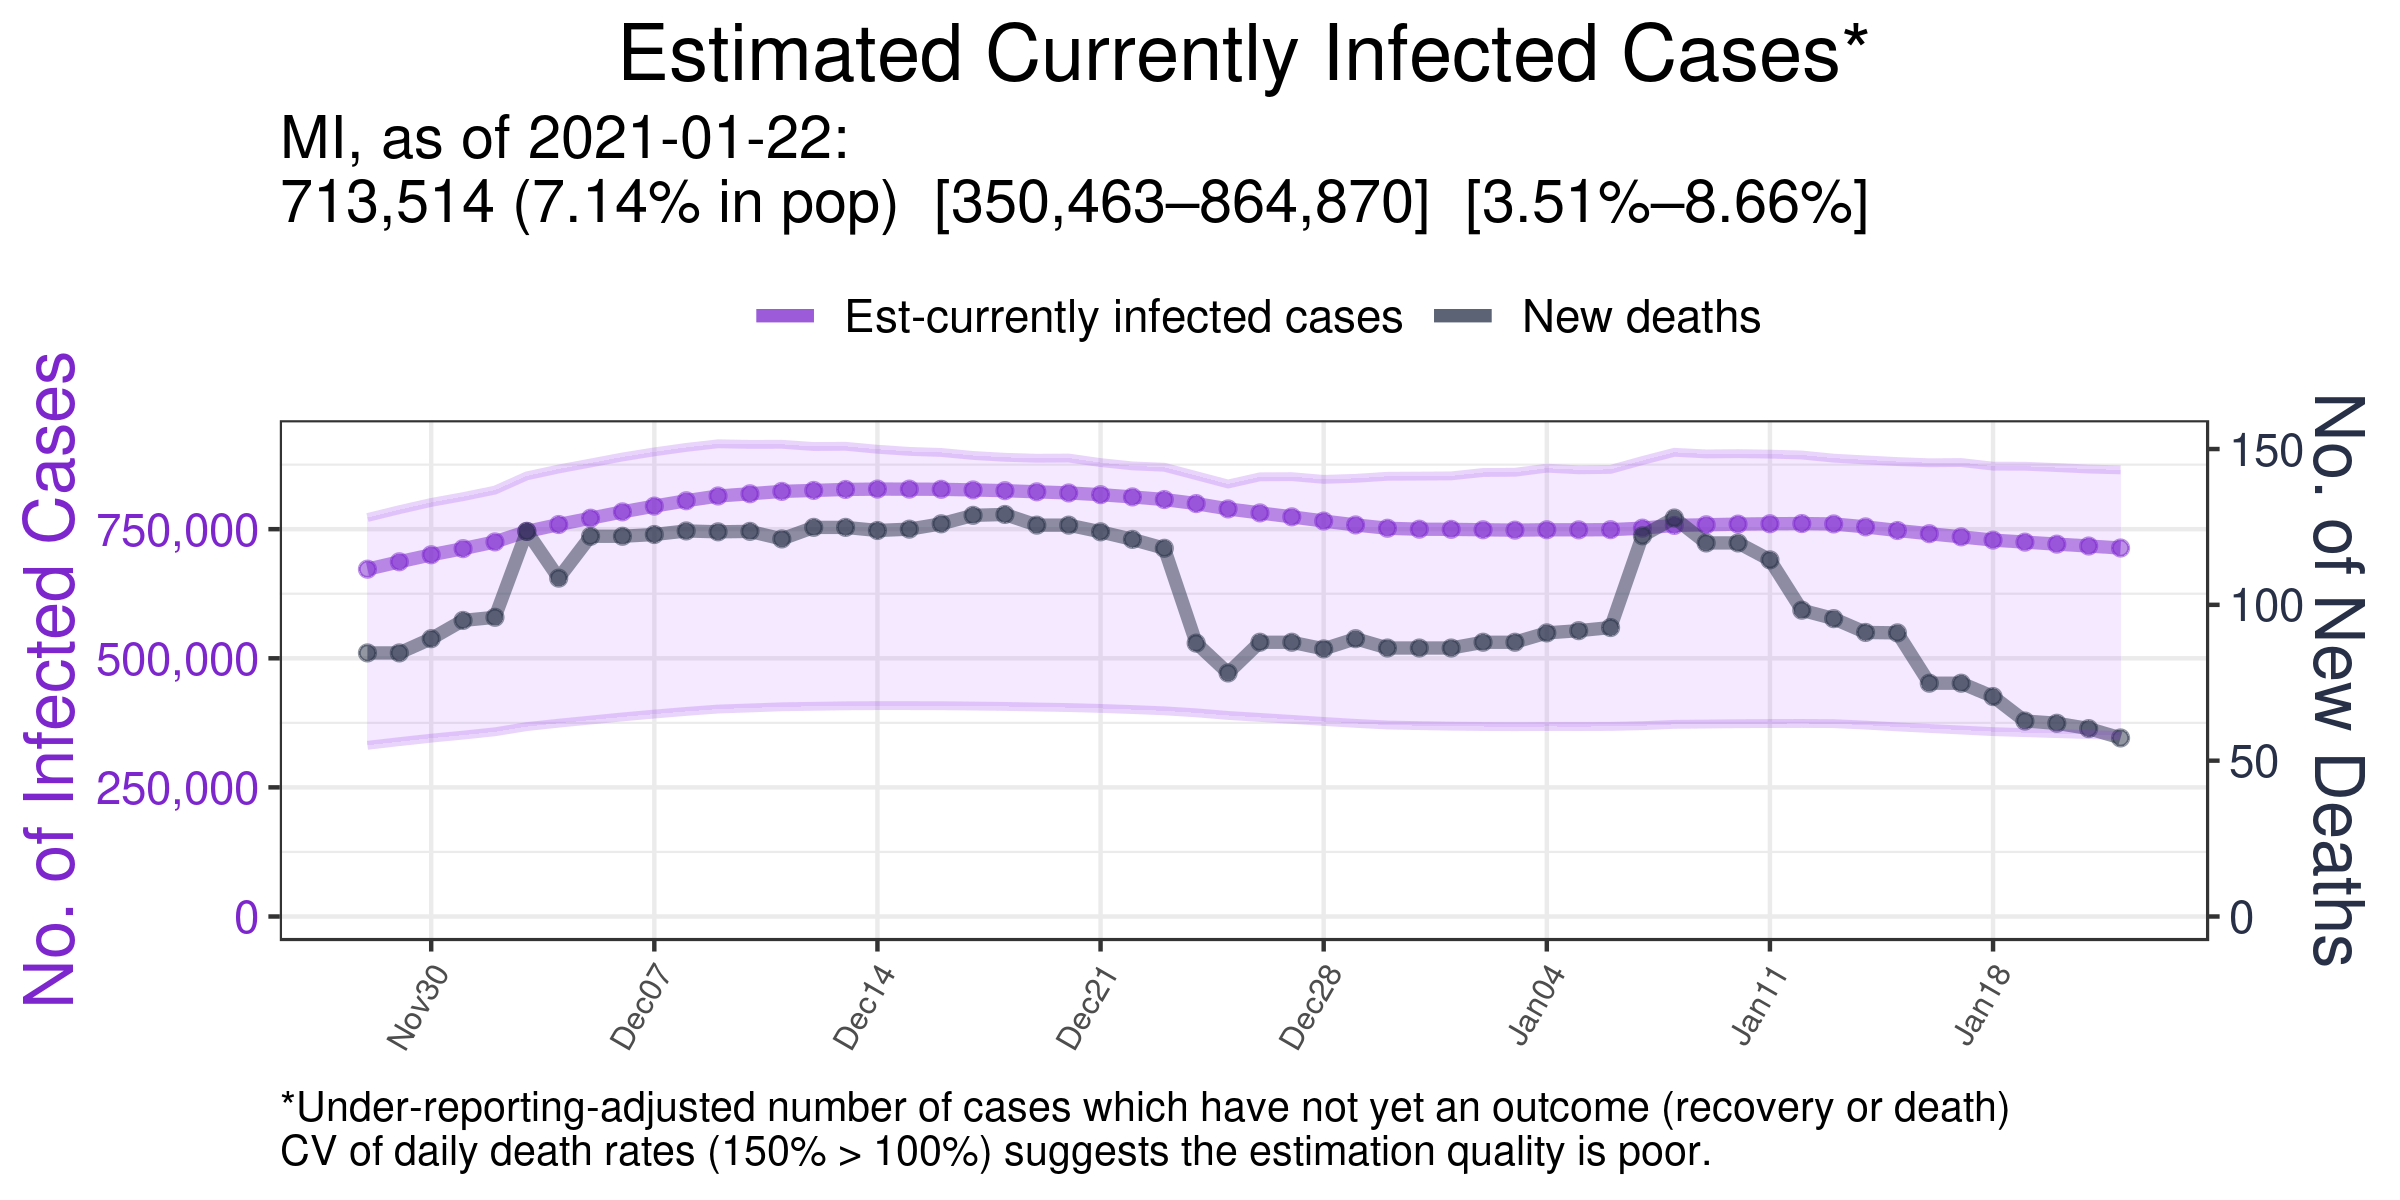 Estimated Currently Infected Cases*
MI, as of 2021-01-22:
713,514 (7.14% in pop)  [350,463–864,870]  [3.51%–8.66%]
Est-currently infected cases
New deaths
No. of Infected Cases
750,000
500,000
250,000
0
150
100
50
0
No. of New Deaths
Nov30
Dec07
Dec14
Dec21
Dec28
Jan04
Jan11
Jan18
*Under-reporting-adjusted number of cases which have not yet an outcome (recovery or death)
CV of daily death rates (150% > 100%) suggests the estimation quality is poor.